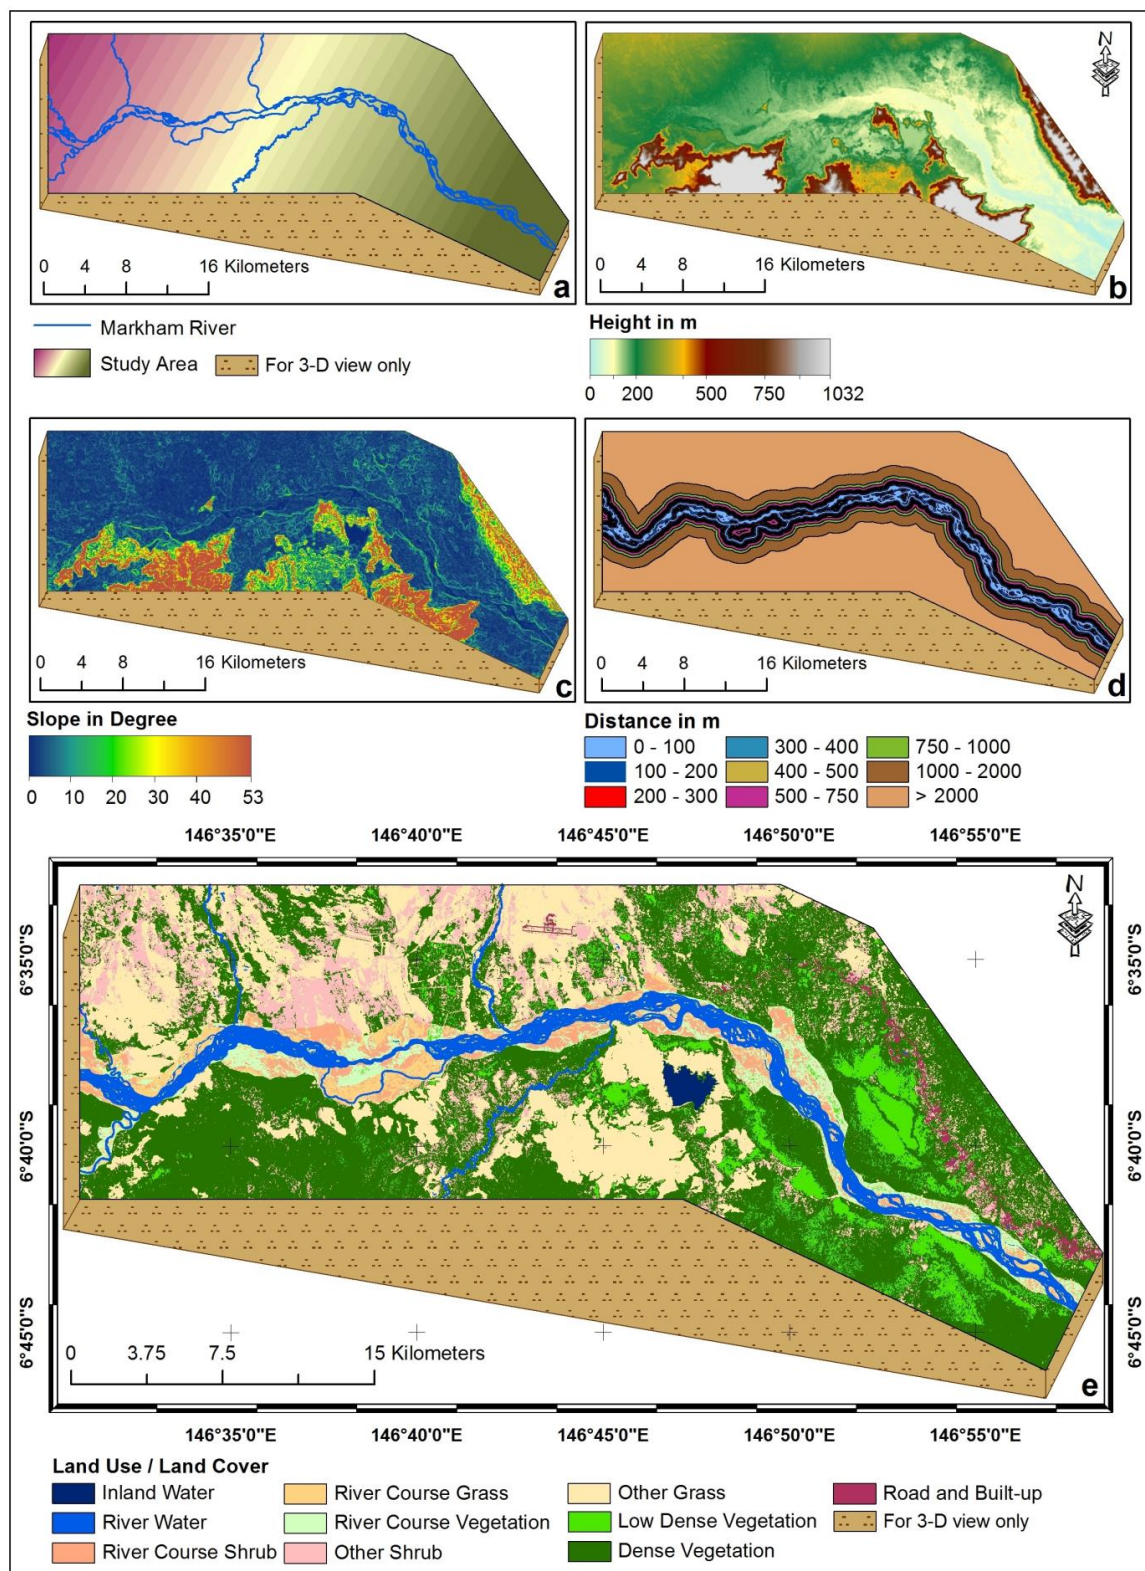 a
0 4 8 16 Kilometers
Markham River
Study Area
For 3-D view only
N
b
0 4 8 16 Kilometers
Height in m
0 200 500 750 1032
c
0 4 8 16 Kilometers
Slope in Degree
0 10 20 30 40 53
d
0 4 8 16 Kilometers
Distance in m
0 - 100
300 - 400
750 - 1000
100 - 200
400 - 500
1000 - 2000
200 - 300
500 - 750
> 2000
146°35'0"E 146°40'0"E 146°45'0"E 146°50'0"E 146°55'0"E
N
6°35'0"S
6°35'0"S
6°40'0"S
6°40'0"S
6°45'0"S
6°45'0"S
0 3.75 7.5 15 Kilometers
e
146°35'0"E 146°40'0"E 146°45'0"E 146°50'0"E 146°55'0"E
Land Use / Land Cover
Inland Water
River Course Grass
Other Grass
Road and Built-up
River Water
River Course Vegetation
Low Dense Vegetation
For 3-D view only
River Course Shrub
Other Shrub
Dense Vegetation